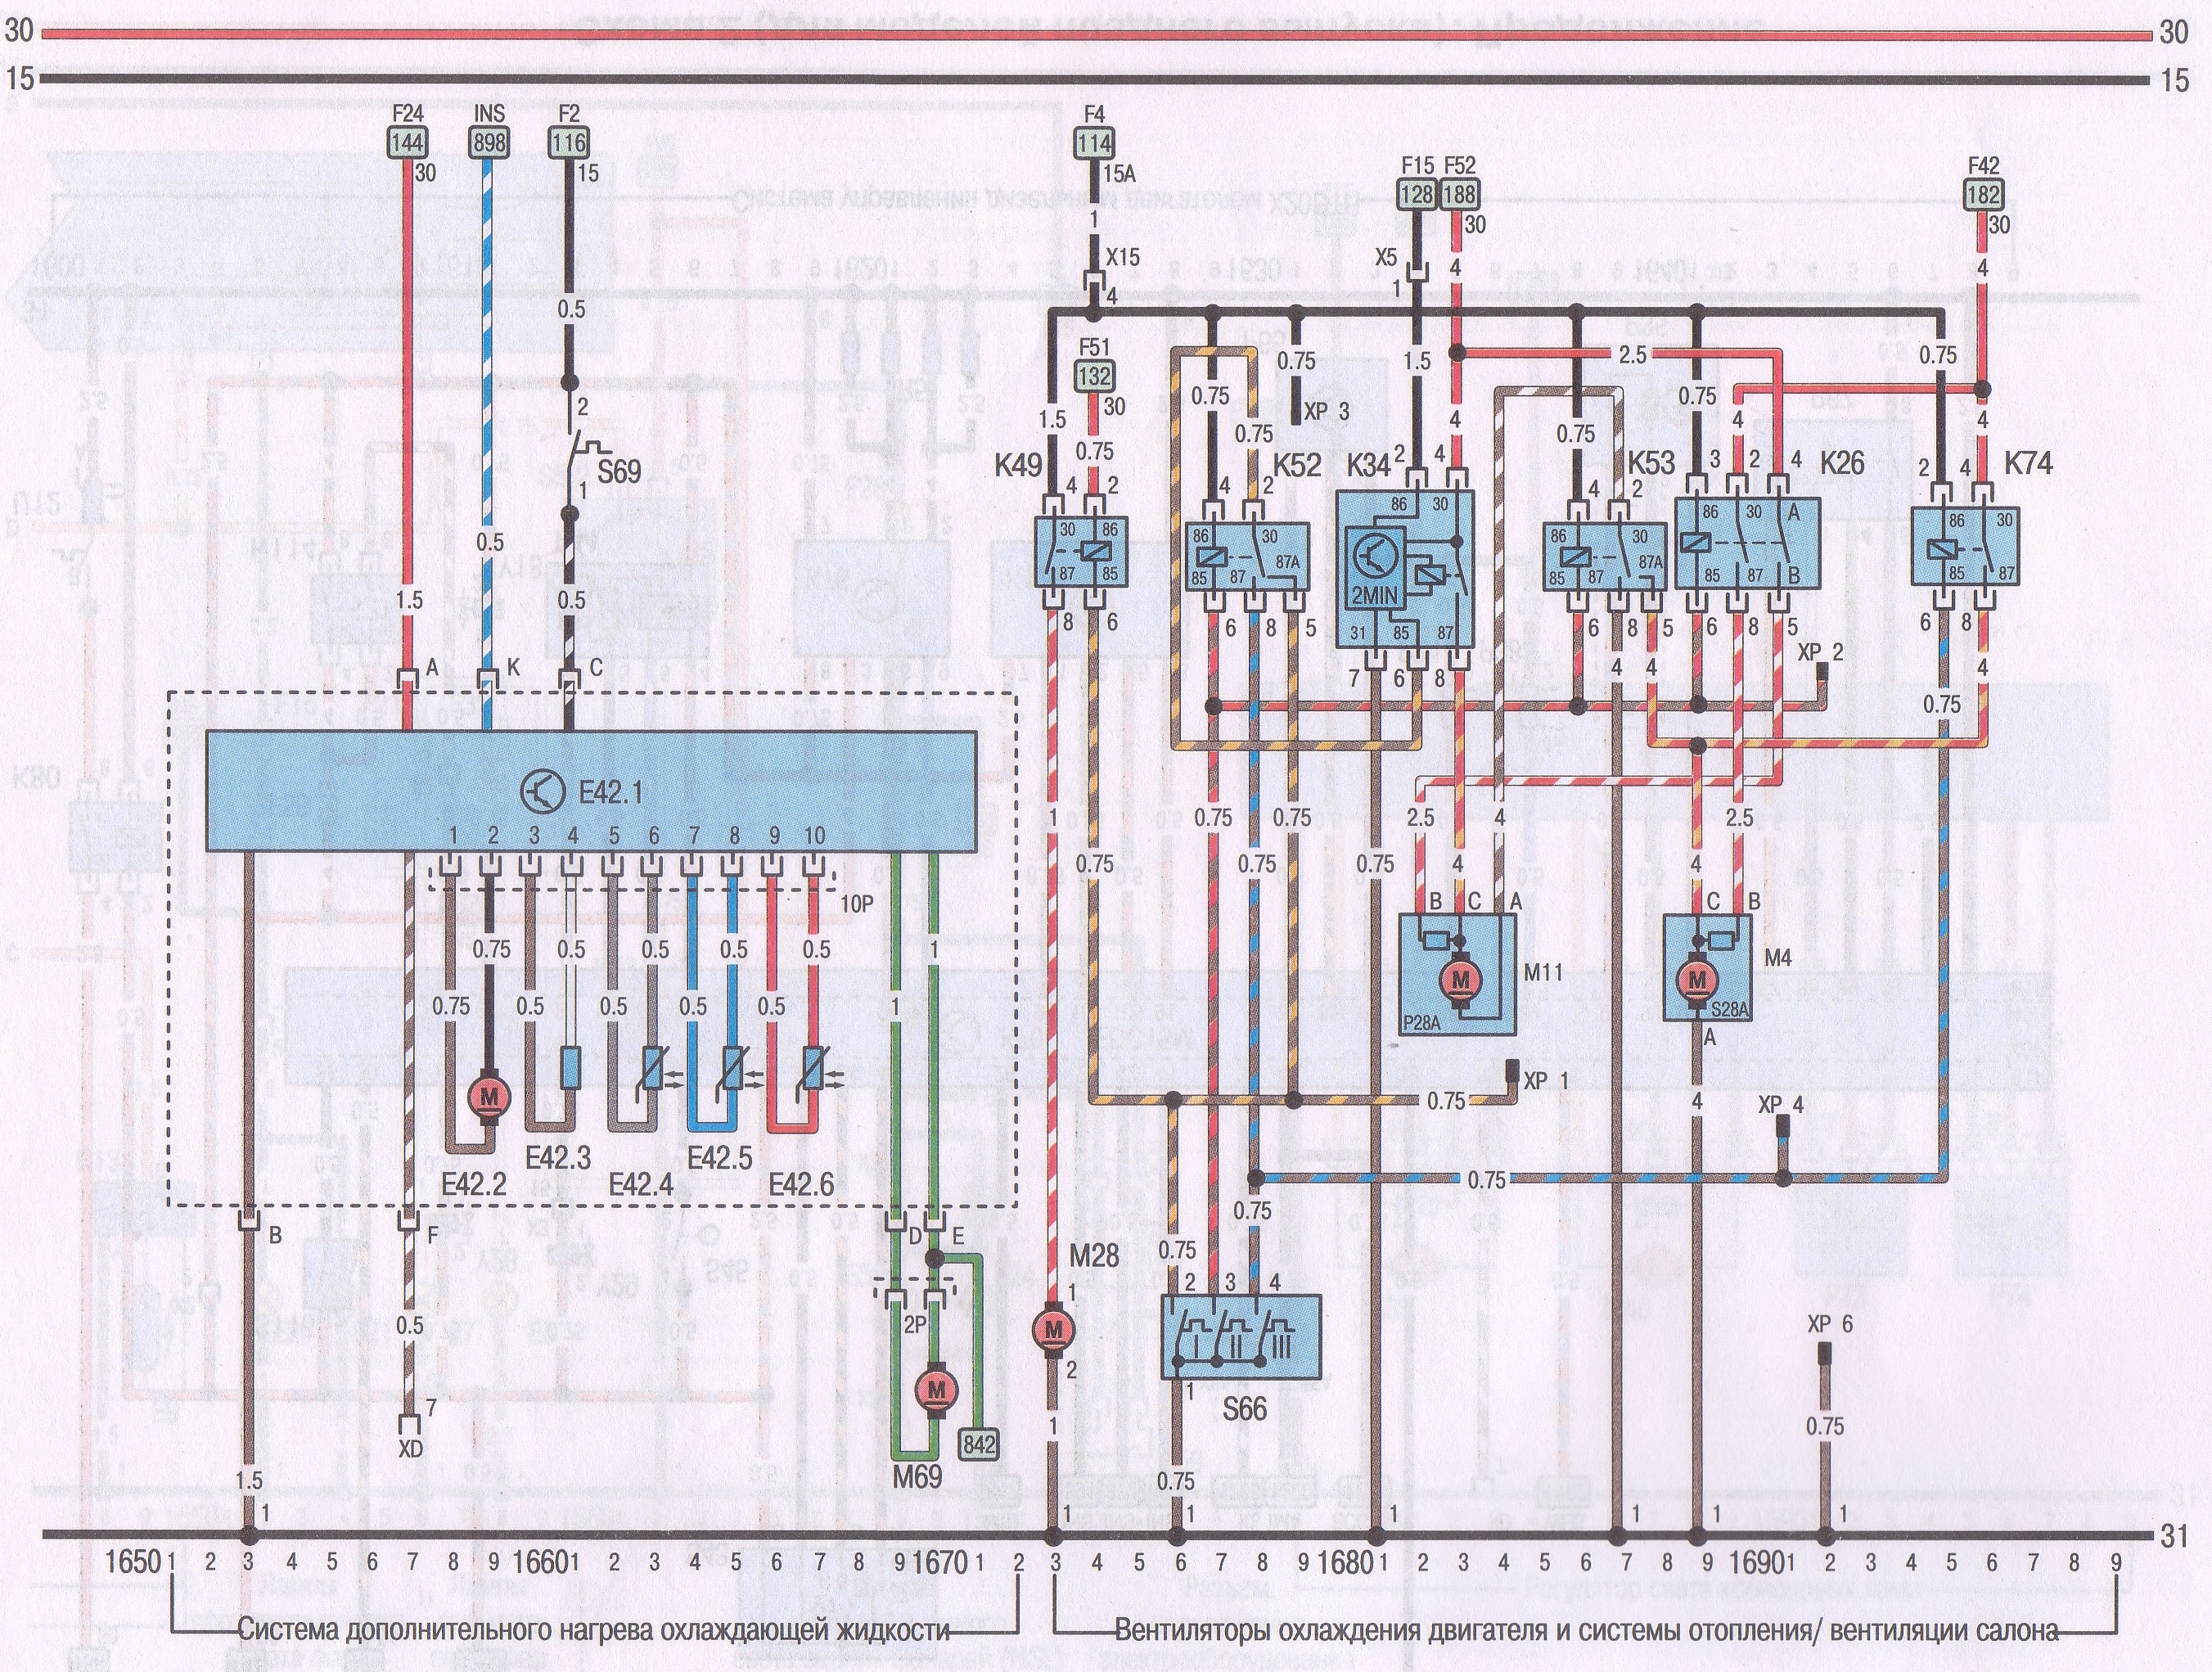 30 30
15 15
F24 INS F2 F4
144 898 116 114
30 15 15A
F15 F52 F42
128 188 182
30 30
1
X15 X5
4 1 4 4
0.5
F51
132
30
0.75 1.5 2.5 0.75
0.75 0.75
2 1.5 XP 3 4 4 4
0.75 0.75 0.75
S69
1
K49 K52 K34 K53 K26 K74
4 2 4 2 2 4 4 2 3 2 4 2 4
0.5
30 86 86 30 86 30 86 30 86 30 A 86 30
87A 87A
87 85 85 87 2MIN 85 87 85 87 B 85 87
1.5 0.5
31 85 87
8 6 6 8 5 7 6 8 6 8 5 6 8 5 6 8
XP 2
4 4 4
A K C
0.75
E42.1
1 2 3 4 5 6 7 8 9 10
10P
1 0.75 0.75 2.5 4 2.5
0.75 0.75 0.75 4 4
B C A C B
0.75 0.5 0.5 0.5 0.5 1
M11 M4
0.75 0.5 0.5 0.5 0.5 1
M M
P28A S28A
A
XP 1
0.75
4
XP 4
M
E42.2 E42.3 E42.4 E42.5 E42.6
0.75
0.75
B F D E
0.75
M28
1
2 3 4
2P
0.5
M
I II III
2
XP 6
M
1
S66
7
XD
842
M69
1 0.75
0.75
1.5
1 1 1 1 1 1 1
31
1650 1 2 3 4 5 6 7 8 9 1660 1 2 3 4 5 6 7 8 9 1670 1 2 3 4 5 6 7 8 9 1680 1 2 3 4 5 6 7 8 9 1690 1 2 3 4 5 6 7 8 9
Система дополнительного нагрева охлаждающей жидкости
Вентиляторы охлаждения двигателя и системы отопления/ вентиляции салона